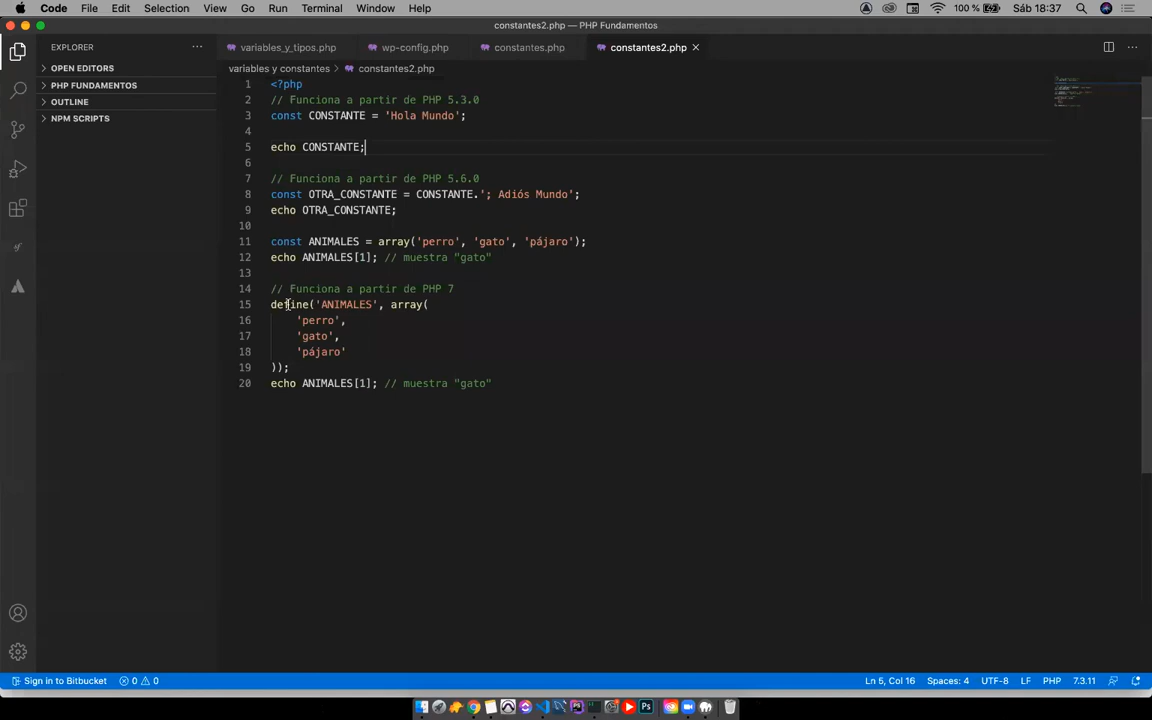 Code File Edit Selection View Go Run Terminal Window Help 100 % Sáb 18:37
constantes2.php — PHP Fundamentos
EXPLORER ··· variables_y_tipos.php wp-config.php constantes.php constantes2.php
OPEN EDITORS
PHP FUNDAMENTOS
OUTLINE
NPM SCRIPTS
variables y constantes > constantes2.php
1 <?php
2 // Funciona a partir de PHP 5.3.0
3 const CONSTANTE = 'Hola Mundo';
4
5 echo CONSTANTE;
6
7 // Funciona a partir de PHP 5.6.0
8 const OTRA_CONSTANTE = CONSTANTE.'; Adiós Mundo';
9 echo OTRA_CONSTANTE;
10
11 const ANIMALES = array('perro', 'gato', 'pájaro');
12 echo ANIMALES[1]; // muestra "gato"
13
14 // Funciona a partir de PHP 7
15 define('ANIMALES', array(
16 'perro',
17 'gato',
18 'pájaro'
19 ));
20 echo ANIMALES[1]; // muestra "gato"
Sign in to Bitbucket 0 0 Ln 5, Col 16 Spaces: 4 UTF-8 LF PHP 7.3.11
Ps